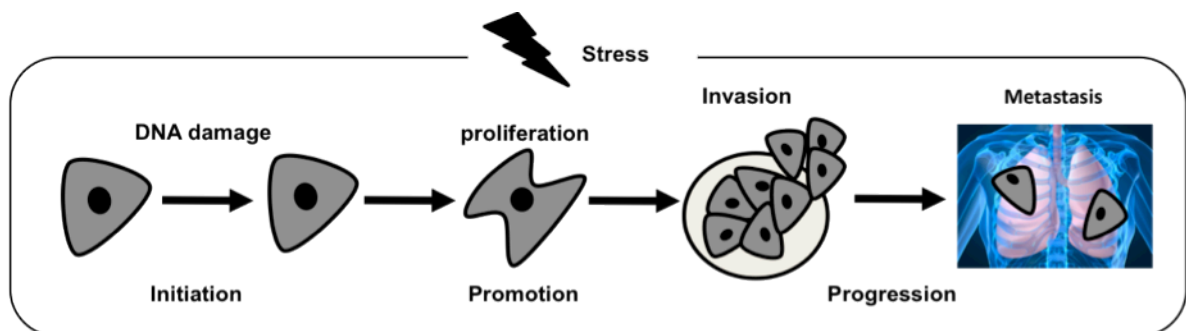 Stress
Invasion
Metastasis
DNA damage
proliferation
Initiation
Promotion
Progression